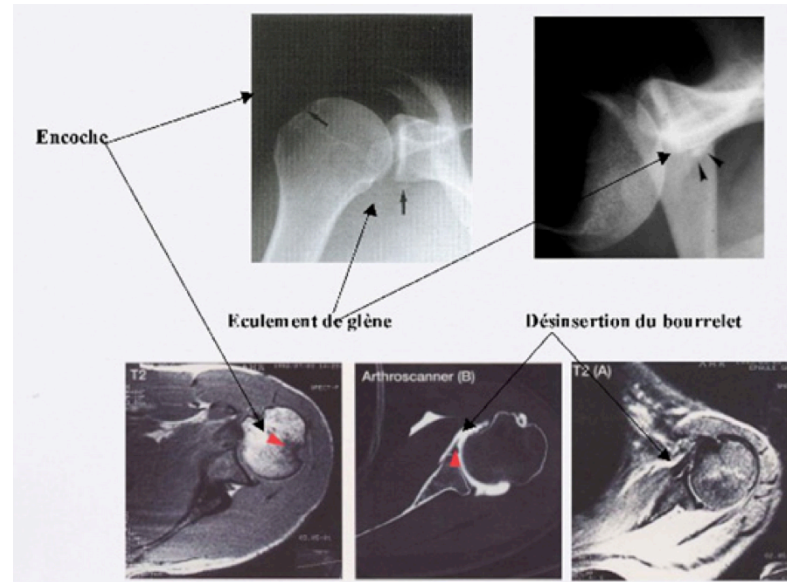 Encoche
Eculement de glène
Désinsertion du bourrelet
T2
Arthroscanner (B)
T2 (A)